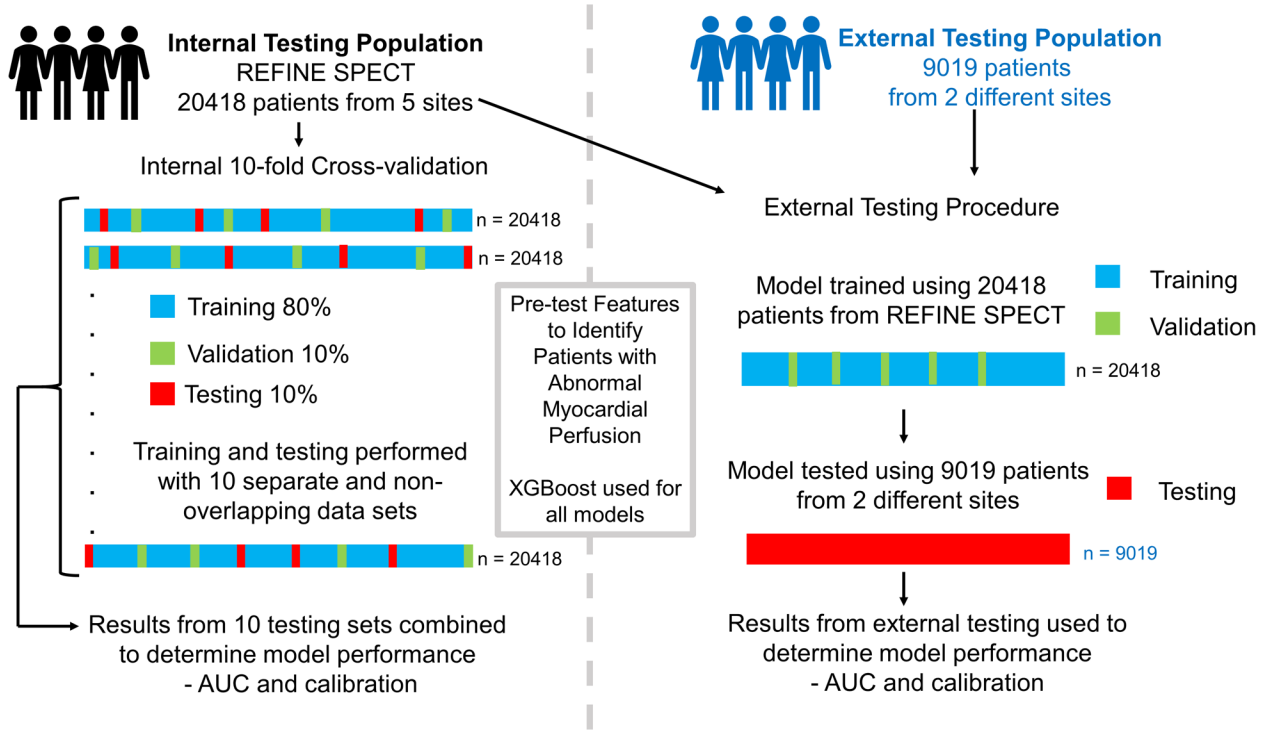 Internal Testing Population
REFINE SPECT
20418 patients from 5 sites
Internal 10-fold Cross-validation
n = 20418
n = 20418
.
.
.
.
.
.
.
Training 80%
Validation 10%
Testing 10%
Training and testing performed
with 10 separate and non-
overlapping data sets
n = 20418
Results from 10 testing sets combined
to determine model performance
- AUC and calibration
Pre-test Features
to Identify
Patients with
Abnormal
Myocardial
Perfusion
XGBoost used for
all models
External Testing Population
9019 patients
from 2 different sites
External Testing Procedure
Model trained using 20418
patients from REFINE SPECT
Training
Validation
n = 20418
Model tested using 9019 patients
from 2 different sites
Testing
n = 9019
Results from external testing used to
determine model performance
- AUC and calibration